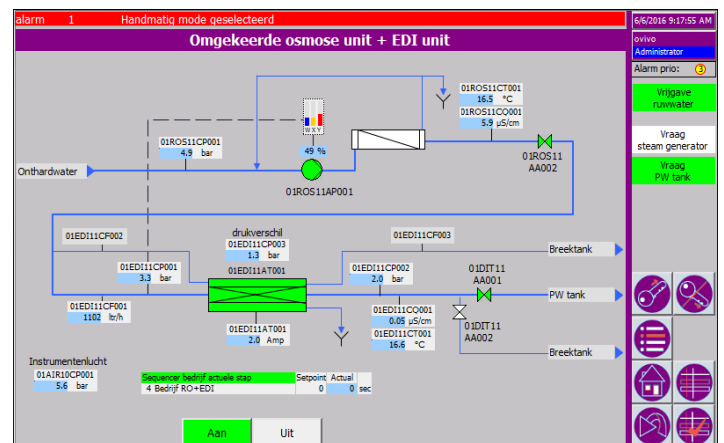 alarm 1 Handmatig mode geselecteerd
6/6/2016 9:17:55 AM
Omgekeerde osmose unit + EDI unit
ovivo
Administrator
Alarm prio: 3
Vrijgave
ruwwater
Vraag
steam generator
Vraag
PW tank
01ROS11CT001
16.5 °C
01ROS11CQ001
5.9 µS/cm
W X Y
49 %
01ROS11CP001
4.9 bar
01ROS11
AA002
Onthardwater
01ROS11AP001
01EDI11CF002
drukverschil
01EDI11CP003
1.3 bar
01EDI11CF003
Breektank
01EDI11CP001
3.3 bar
01EDI11AT001
01EDI11CP002
2.0 bar
01DIT11
AA001
PW tank
01EDI11CF001
1102 ltr/h
01EDI11CQ001
0.05 µS/cm
01EDI11CT001
16.6 °C
01EDI11AT001
2.0 Amp
01DIT11
AA002
Breektank
Instrumentenlucht
01AIR10CP001
5.6 bar
Sequencer bedrijf actuele stap Setpoint Actual
4 Bedrijf RO+EDI 0 0 sec
Aan Uit